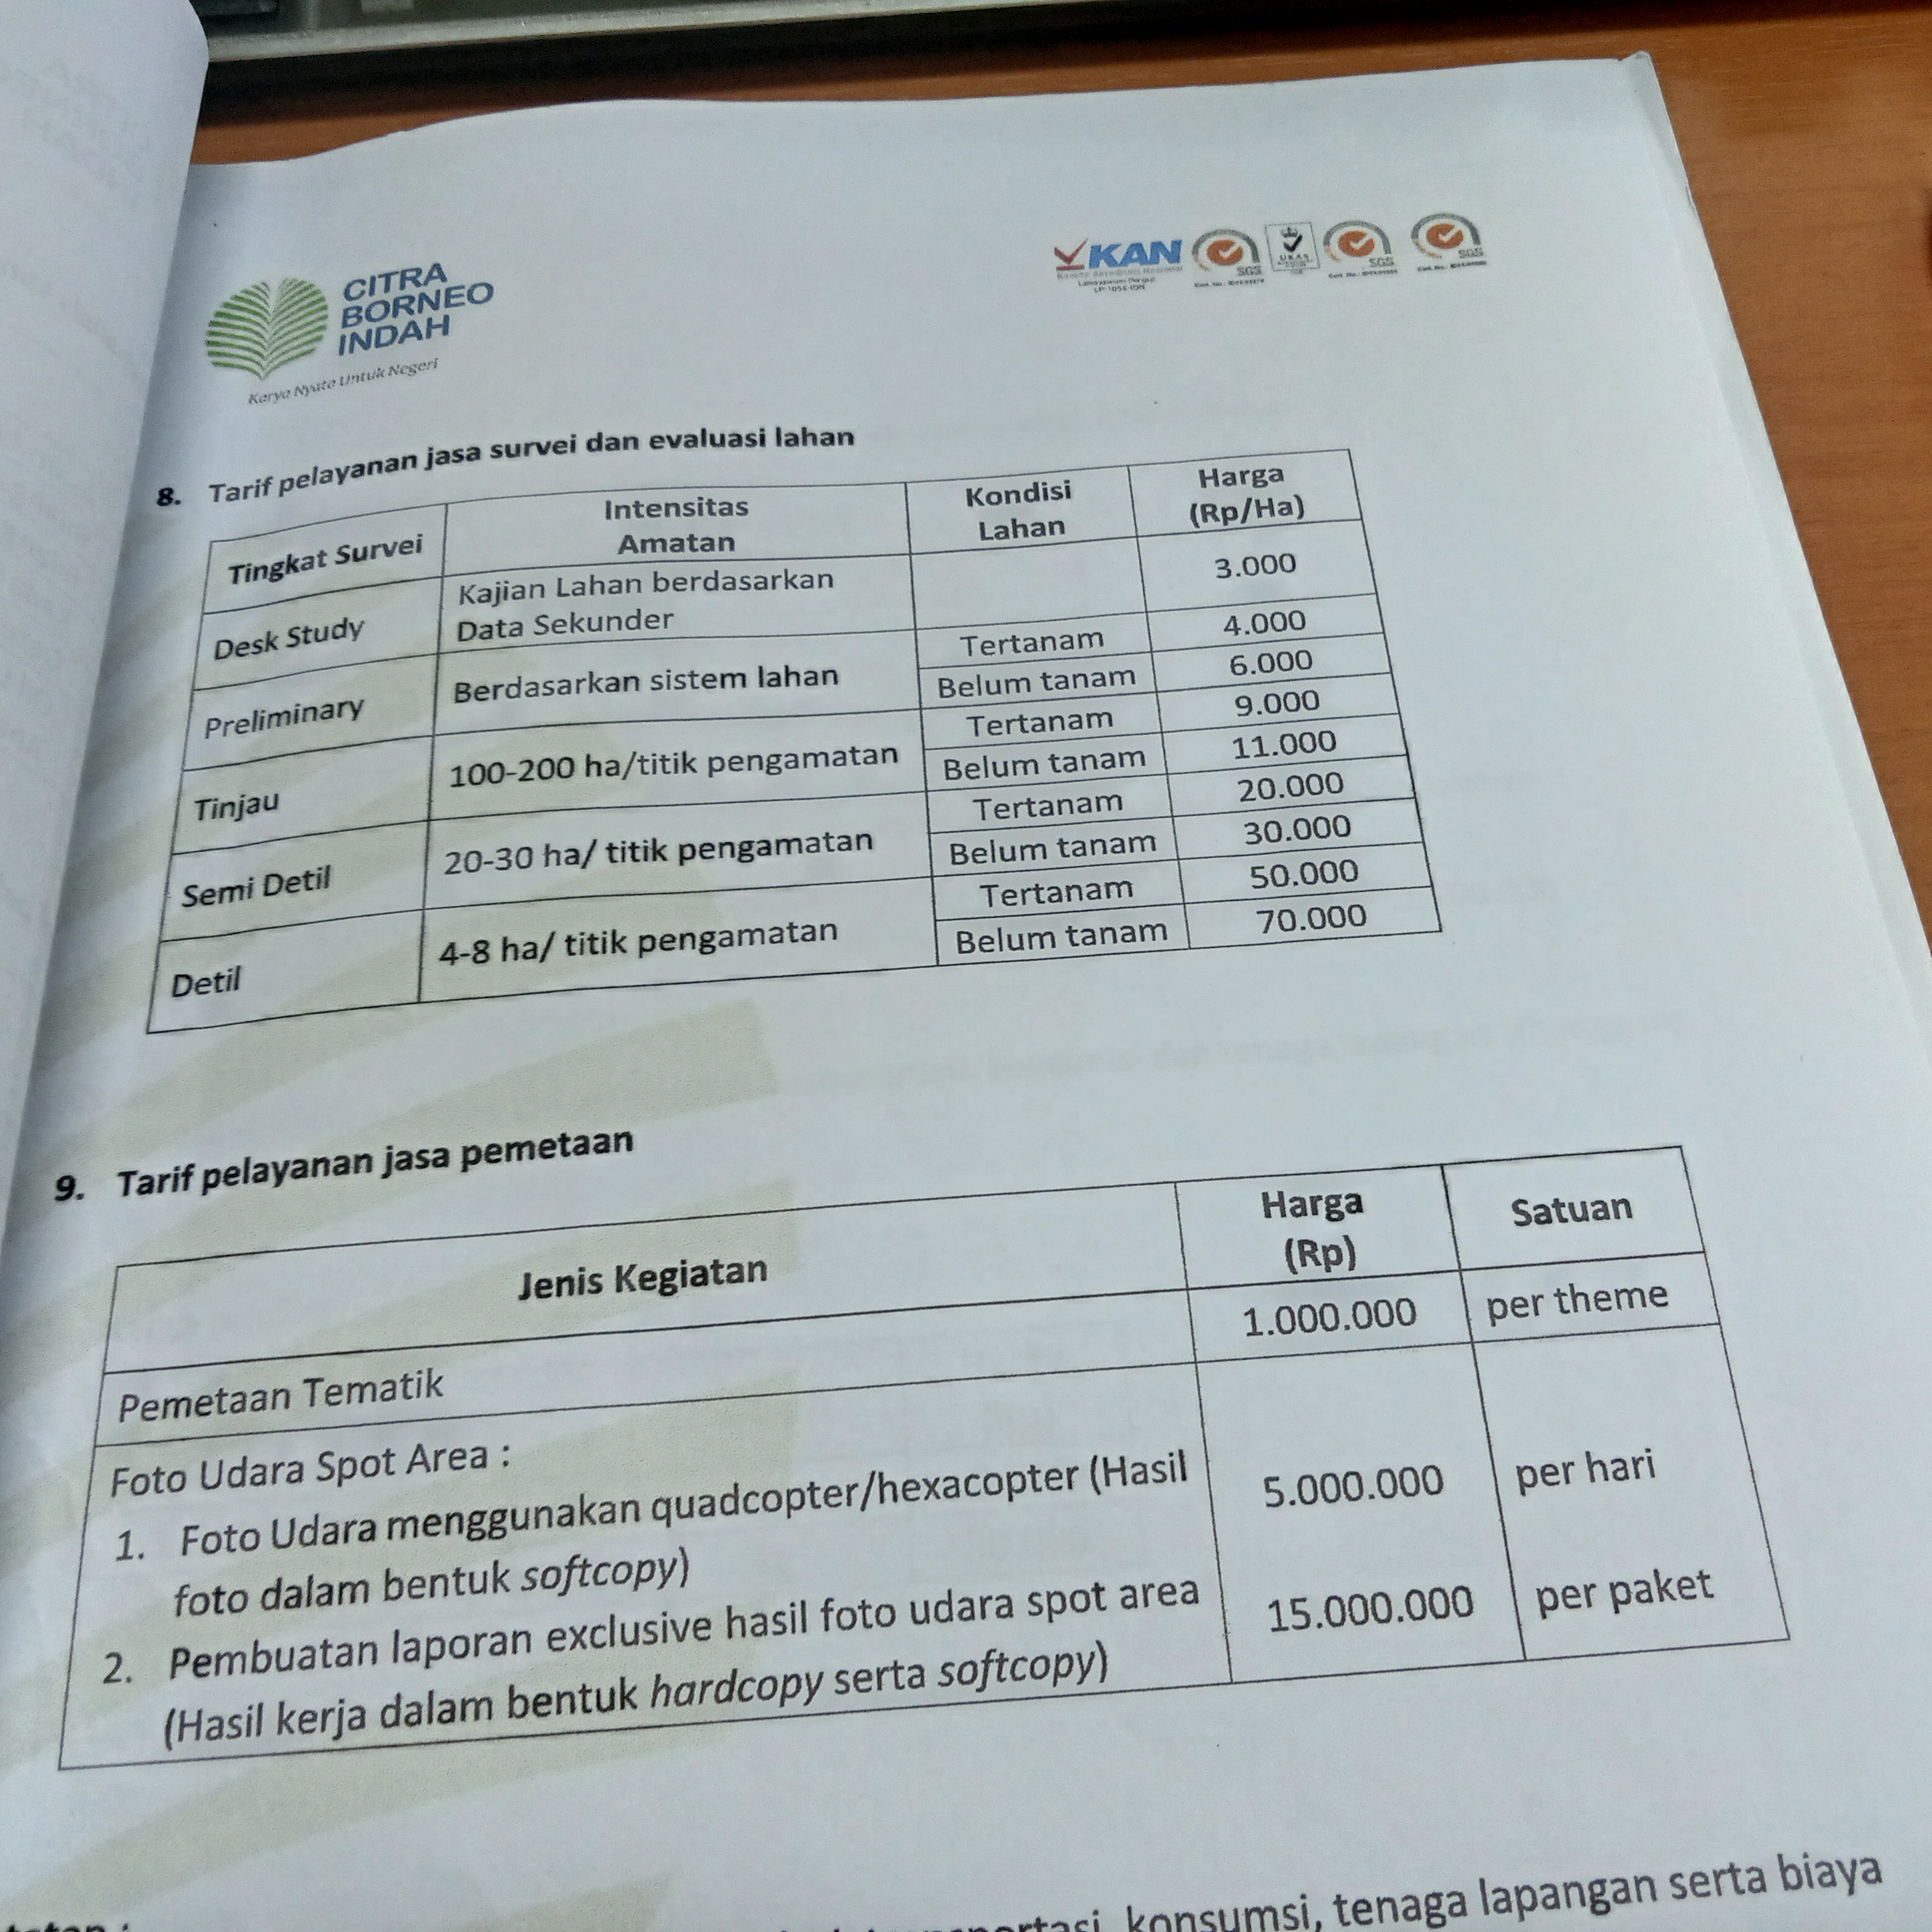 CITRA
BORNEO
INDAH
Karya Nyata Untuk Negeri
KAN
Komite Akreditasi Nasional
SGS
UKAS
SGS
SGS
8. Tarif pelayanan jasa survei dan evaluasi lahan
Tingkat Survei Intensitas Amatan Kondisi Lahan Harga (Rp/Ha)
Desk Study Kajian Lahan berdasarkan Data Sekunder 3.000
Preliminary Berdasarkan sistem lahan Tertanam 4.000
Belum tanam 6.000
Tinjau 100-200 ha/titik pengamatan Tertanam 9.000
Belum tanam 11.000
Semi Detil 20-30 ha/ titik pengamatan Tertanam 20.000
Belum tanam 30.000
Detil 4-8 ha/ titik pengamatan Tertanam 50.000
Belum tanam 70.000
9. Tarif pelayanan jasa pemetaan
Jenis Kegiatan Harga (Rp) Satuan
Pemetaan Tematik 1.000.000 per theme
Foto Udara Spot Area :
1. Foto Udara menggunakan quadcopter/hexacopter (Hasil
foto dalam bentuk softcopy) 5.000.000 per hari
2. Pembuatan laporan exclusive hasil foto udara spot area
(Hasil kerja dalam bentuk hardcopy serta softcopy) 15.000.000 per paket
konsumsi, tenaga lapangan serta biaya